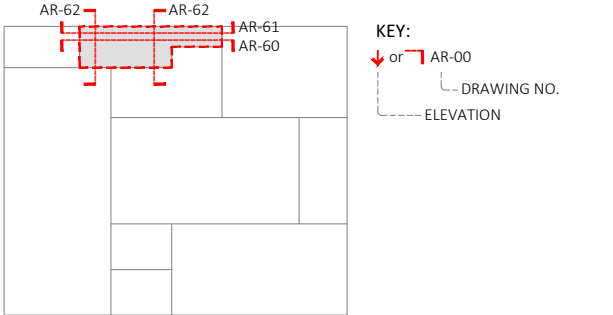 AR-62
AR-62
AR-61
AR-60
KEY:
or AR-00
DRAWING NO.
ELEVATION